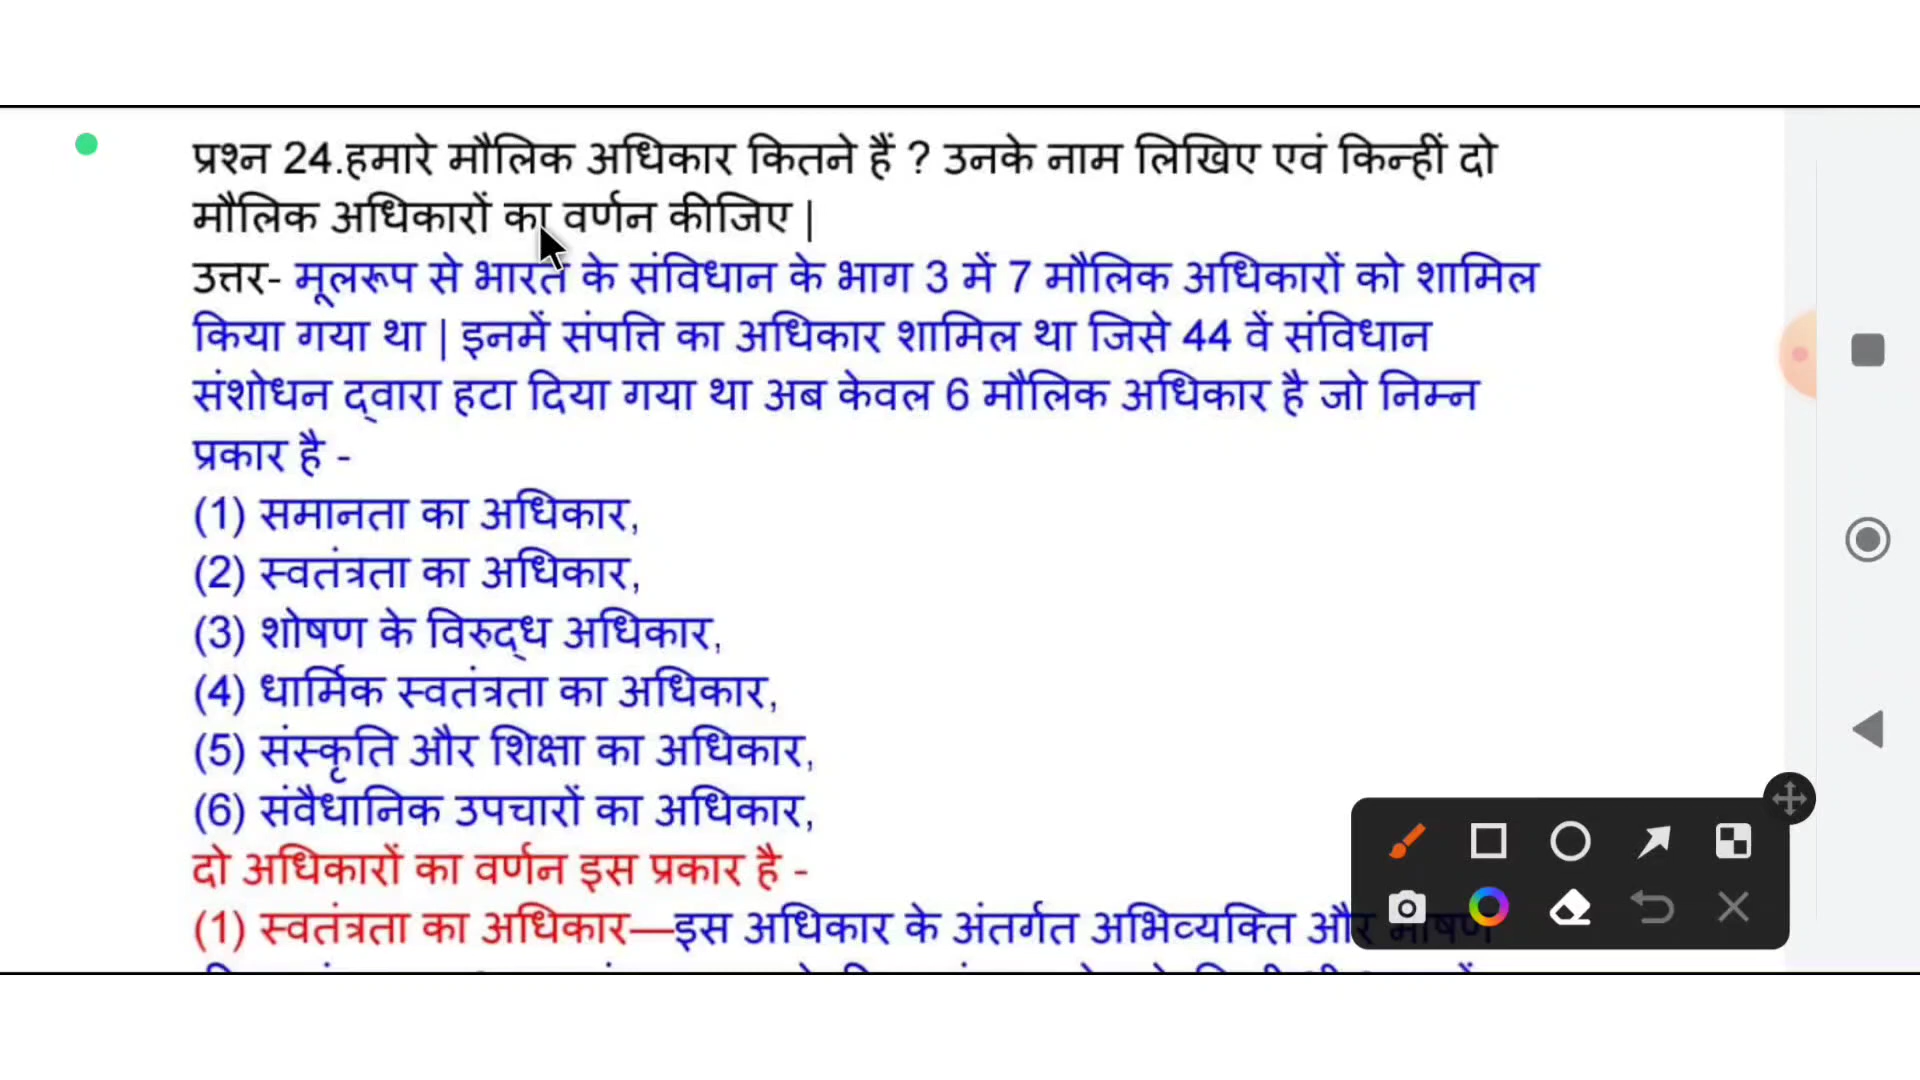 प्रश्न 24.हमारे मौलिक अधिकार कितने हैं ? उनके नाम लिखिए एवं किन्हीं दो
मौलिक अधिकारों का वर्णन कीजिए |
उत्तर- मूलरूप से भारत के संविधान के भाग 3 में 7 मौलिक अधिकारों को शामिल
किया गया था | इनमें संपत्ति का अधिकार शामिल था जिसे 44 वें संविधान
संशोधन द्वारा हटा दिया गया था अब केवल 6 मौलिक अधिकार है जो निम्न
प्रकार है -
(1) समानता का अधिकार,
(2) स्वतंत्रता का अधिकार,
(3) शोषण के विरुद्ध अधिकार,
(4) धार्मिक स्वतंत्रता का अधिकार,
(5) संस्कृति और शिक्षा का अधिकार,
(6) संवैधानिक उपचारों का अधिकार,
दो अधिकारों का वर्णन इस प्रकार है -
(1) स्वतंत्रता का अधिकार—इस अधिकार के अंतर्गत अभिव्यक्ति और भाषण